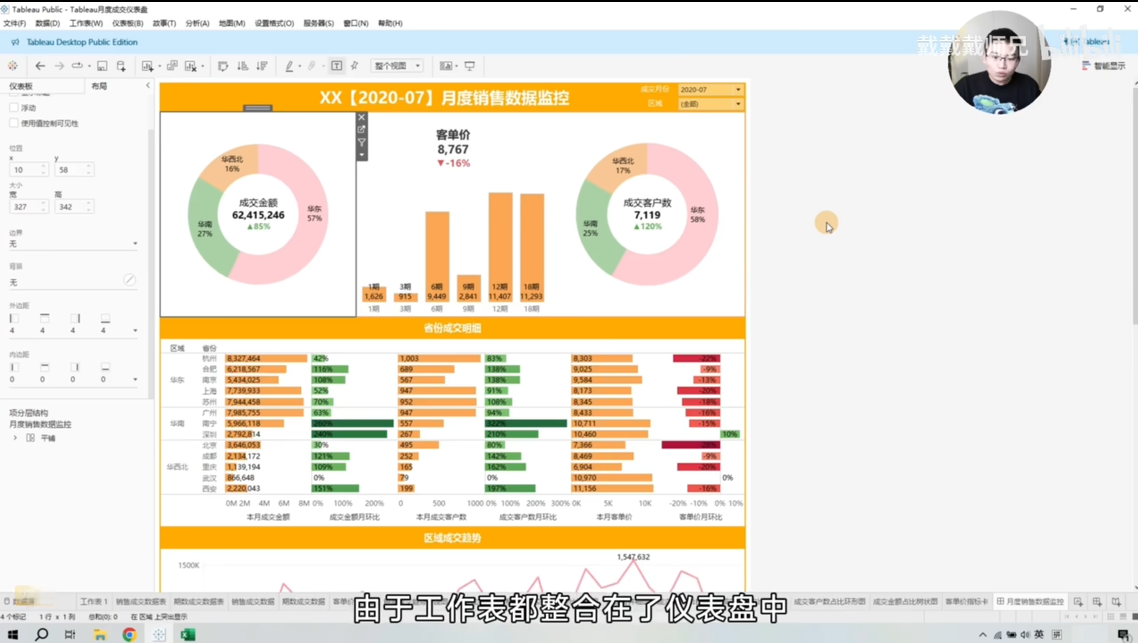 Tableau Public - Tableau月度成交仪表盘
文件(F) 数据(D) 工作表(W) 仪表板(B) 故事(T) 分析(A) 地图(M) 设置格式(O) 服务器(S) 窗口(N) 帮助(H)
Tableau Desktop Public Edition
戴戴戴师兄 bilibili
整个视图
智能显示
仪表板 布局
浮动
使用值控制可见性
位置
x y
10 58
大小
宽 高
327 342
边界
无
背景
无
外边距
4 4 4 4
内边距
0 0 0 0
项分层结构
月度销售数据监控
平铺
XX【2020-07】月度销售数据监控
成交月份 2020-07
区域 (全部)
华西北
16%
成交金额
62,415,246
▲85%
华东
57%
华南
27%
客单价
8,767
▼-16%
1期 3期 6期 9期 12期 18期
1,626 915 9,449 2,841 11,407 11,293
1期 3期 6期 9期 12期 18期
华西北
17%
成交客户数
7,119
▲120%
华东
58%
华南
25%
省份成交明细
区域 省份
杭州 8,327,464 42% 1,003 83% 8,303 -22%
合肥 6,218,567 116% 689 138% 9,025 -9%
华东 南京 5,434,025 108% 567 138% 9,584 -13%
上海 7,739,933 52% 947 91% 8,173 -20%
苏州 7,944,458 70% 952 108% 8,345 -18%
广州 7,985,755 63% 947 94% 8,433 -16%
华南 南宁 5,966,118 260% 557 322% 10,711 -15%
深圳 2,792,814 240% 267 210% 10,460 10%
北京 3,646,053 30% 495 80% 7,366 -28%
成都 2,134,172 121% 252 142% 8,469 -9%
华西北 重庆 1,139,194 109% 165 162% 6,904 -20%
武汉 866,648 0% 79 0% 10,970 0%
西安 2,220,043 151% 199 197% 11,156 -16%
0M 2M 4M 6M 8M 0% 100% 200% 0 500 1000 0% 100% 200% 300% 0K 5K 10K -20% -10% 0% 10%
本月成交金额 成交金额月环比 本月成交客户数 成交客户数月环比 本月客单价 客单价月环比
区域成交趋势
1,547,632
1500K
由于工作表都整合在了仪表盘中
数据源 工作表 1 销售成交数据表 期数成交数据表 销售成交数据 期数成交数据 成交客户数占比环形图 成交金额占比树状图 客单价指标卡 月度销售数据监控
4 个标记 1 行 x 1 列 总和(0): 0 在 区域 上突出显示
英